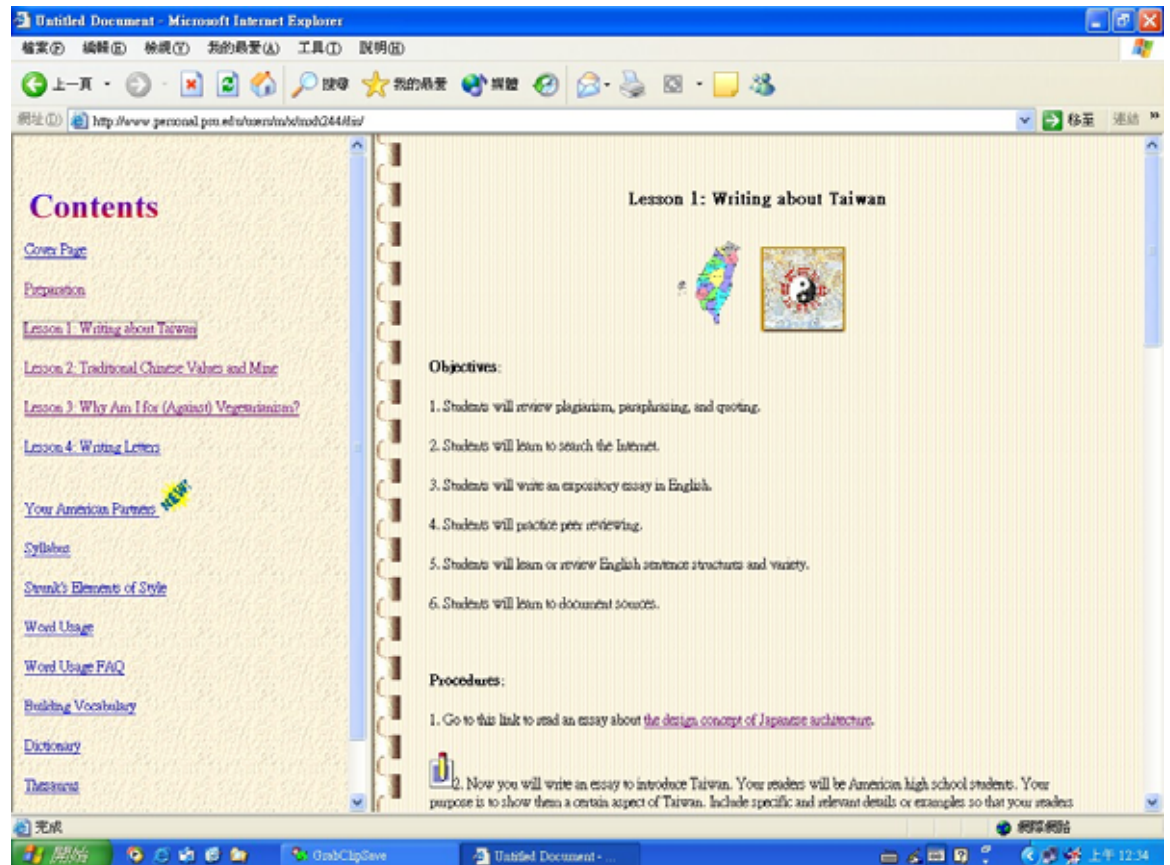 Untitled Document - Microsoft Internet Explorer
檔案(F) 編輯(E) 檢視(V) 我的最愛(A) 工具(T) 說明(H)
上一頁 搜尋 我的最愛 媒體
網址(D) http://www.personal.psu.edu/users/m/x/mxh244/dis/ 移至 連結 »
Contents
Cover Page
Preparation
Lesson 1: Writing about Taiwan
Lesson 2: Traditional Chinese Values and Mine
Lesson 3: Why Am I for (Against) Vegetarianism?
Lesson 4: Writing Letters
Your American Partners NEW!
Syllabus
Strunk's Elements of Style
Word Usage
Word Usage FAQ
Building Vocabulary
Dictionary
Thesaurus
Lesson 1: Writing about Taiwan
Objectives:
1. Students will review plagiarism, paraphrasing, and quoting.
2. Students will learn to search the Internet.
3. Students will write an expository essay in English.
4. Students will practice peer reviewing.
5. Students will learn or review English sentence structures and variety.
6. Students will learn to document sources.
Procedures:
1. Go to this link to read an essay about the design concept of Japanese architecture.
2. Now you will write an essay to introduce Taiwan. Your readers will be American high school students. Your
purpose is to show them a certain aspect of Taiwan. Include specific and relevant details or examples so that your readers
完成 網際網路
開始 GrabClipSave Untitled Document - ... 上午 12:34